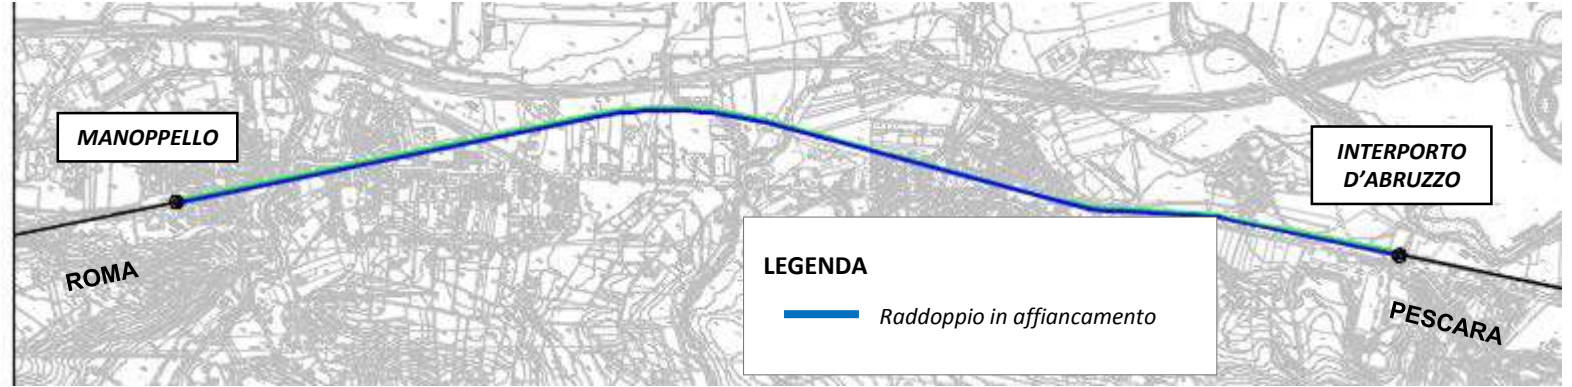 MANOPPELLO
INTERPORTO
D'ABRUZZO
ROMA
LEGENDA
Raddoppio in affiancamento
PESCARA